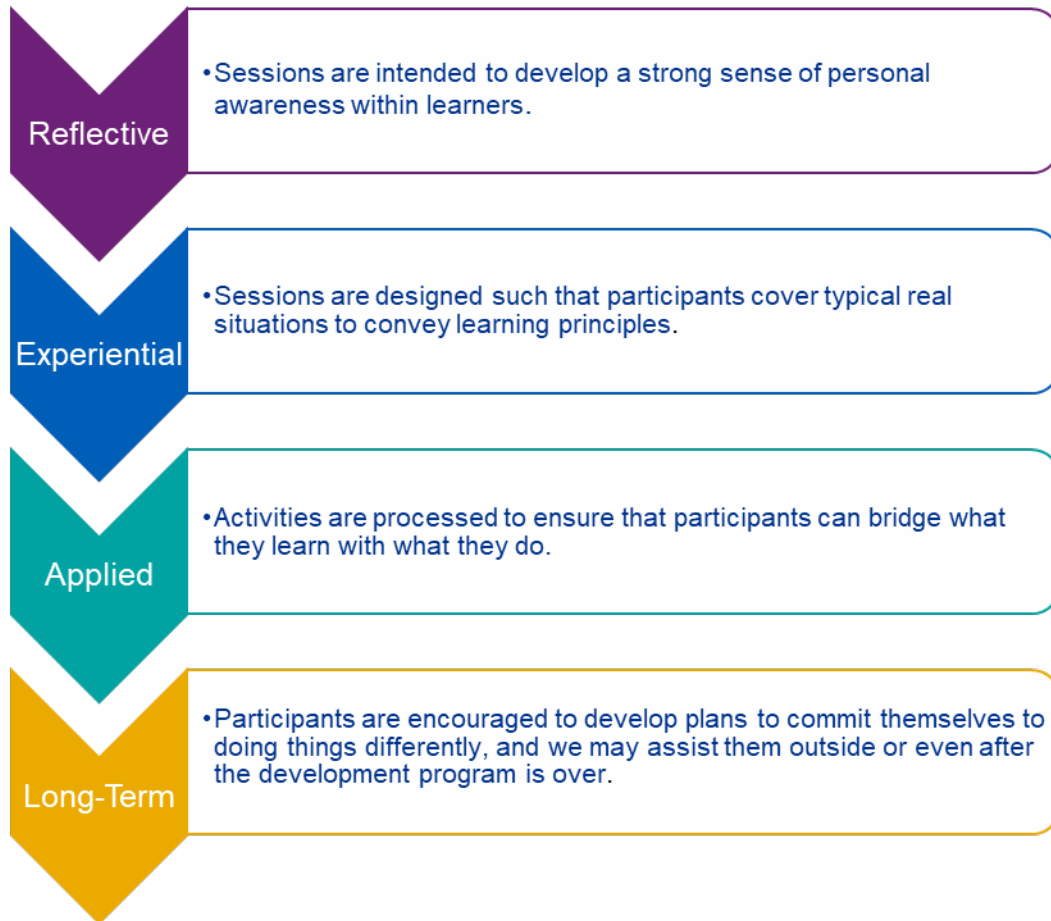 Reflective
•Sessions are intended to develop a strong sense of personal
awareness within learners.
Experiential
•Sessions are designed such that participants cover typical real
situations to convey learning principles.
Applied
•Activities are processed to ensure that participants can bridge what
they learn with what they do.
Long-Term
•Participants are encouraged to develop plans to commit themselves to
doing things differently, and we may assist them outside or even after
the development program is over.